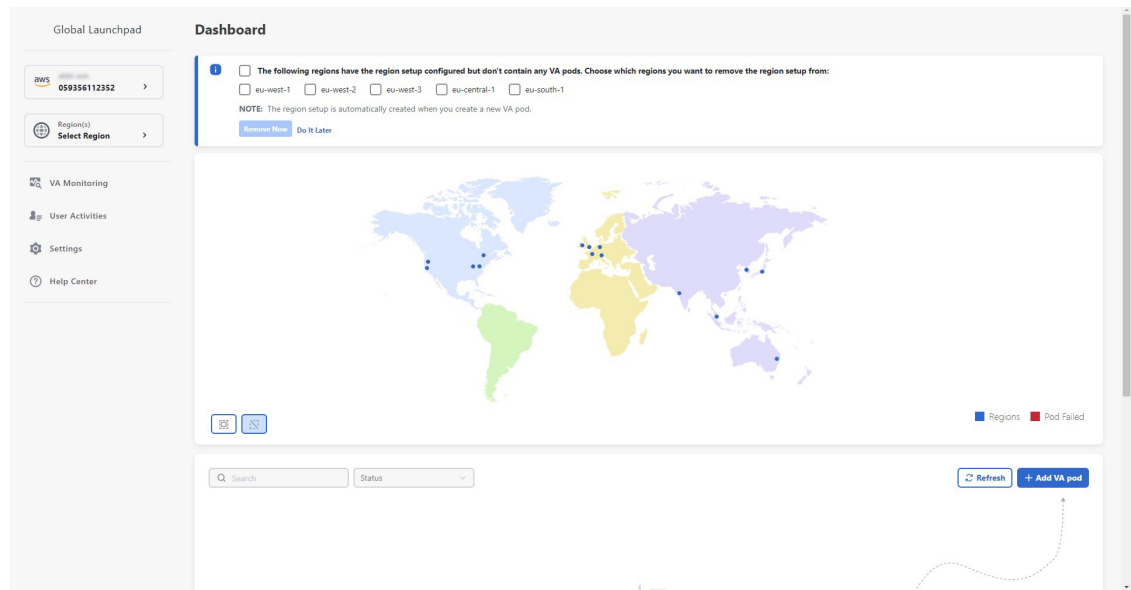 Global Launchpad
aws
059356112352
Region(s)
Select Region
VA Monitoring
User Activities
Settings
Help Center
Dashboard
The following regions have the region setup configured but don't contain any VA pods. Choose which regions you want to remove the region setup from:
eu-west-1 eu-west-2 eu-west-3 eu-central-1 eu-south-1
NOTE: The region setup is automatically created when you create a new VA pod.
Remove Now Do It Later
Regions Pod Failed
Search Status Refresh + Add VA pod